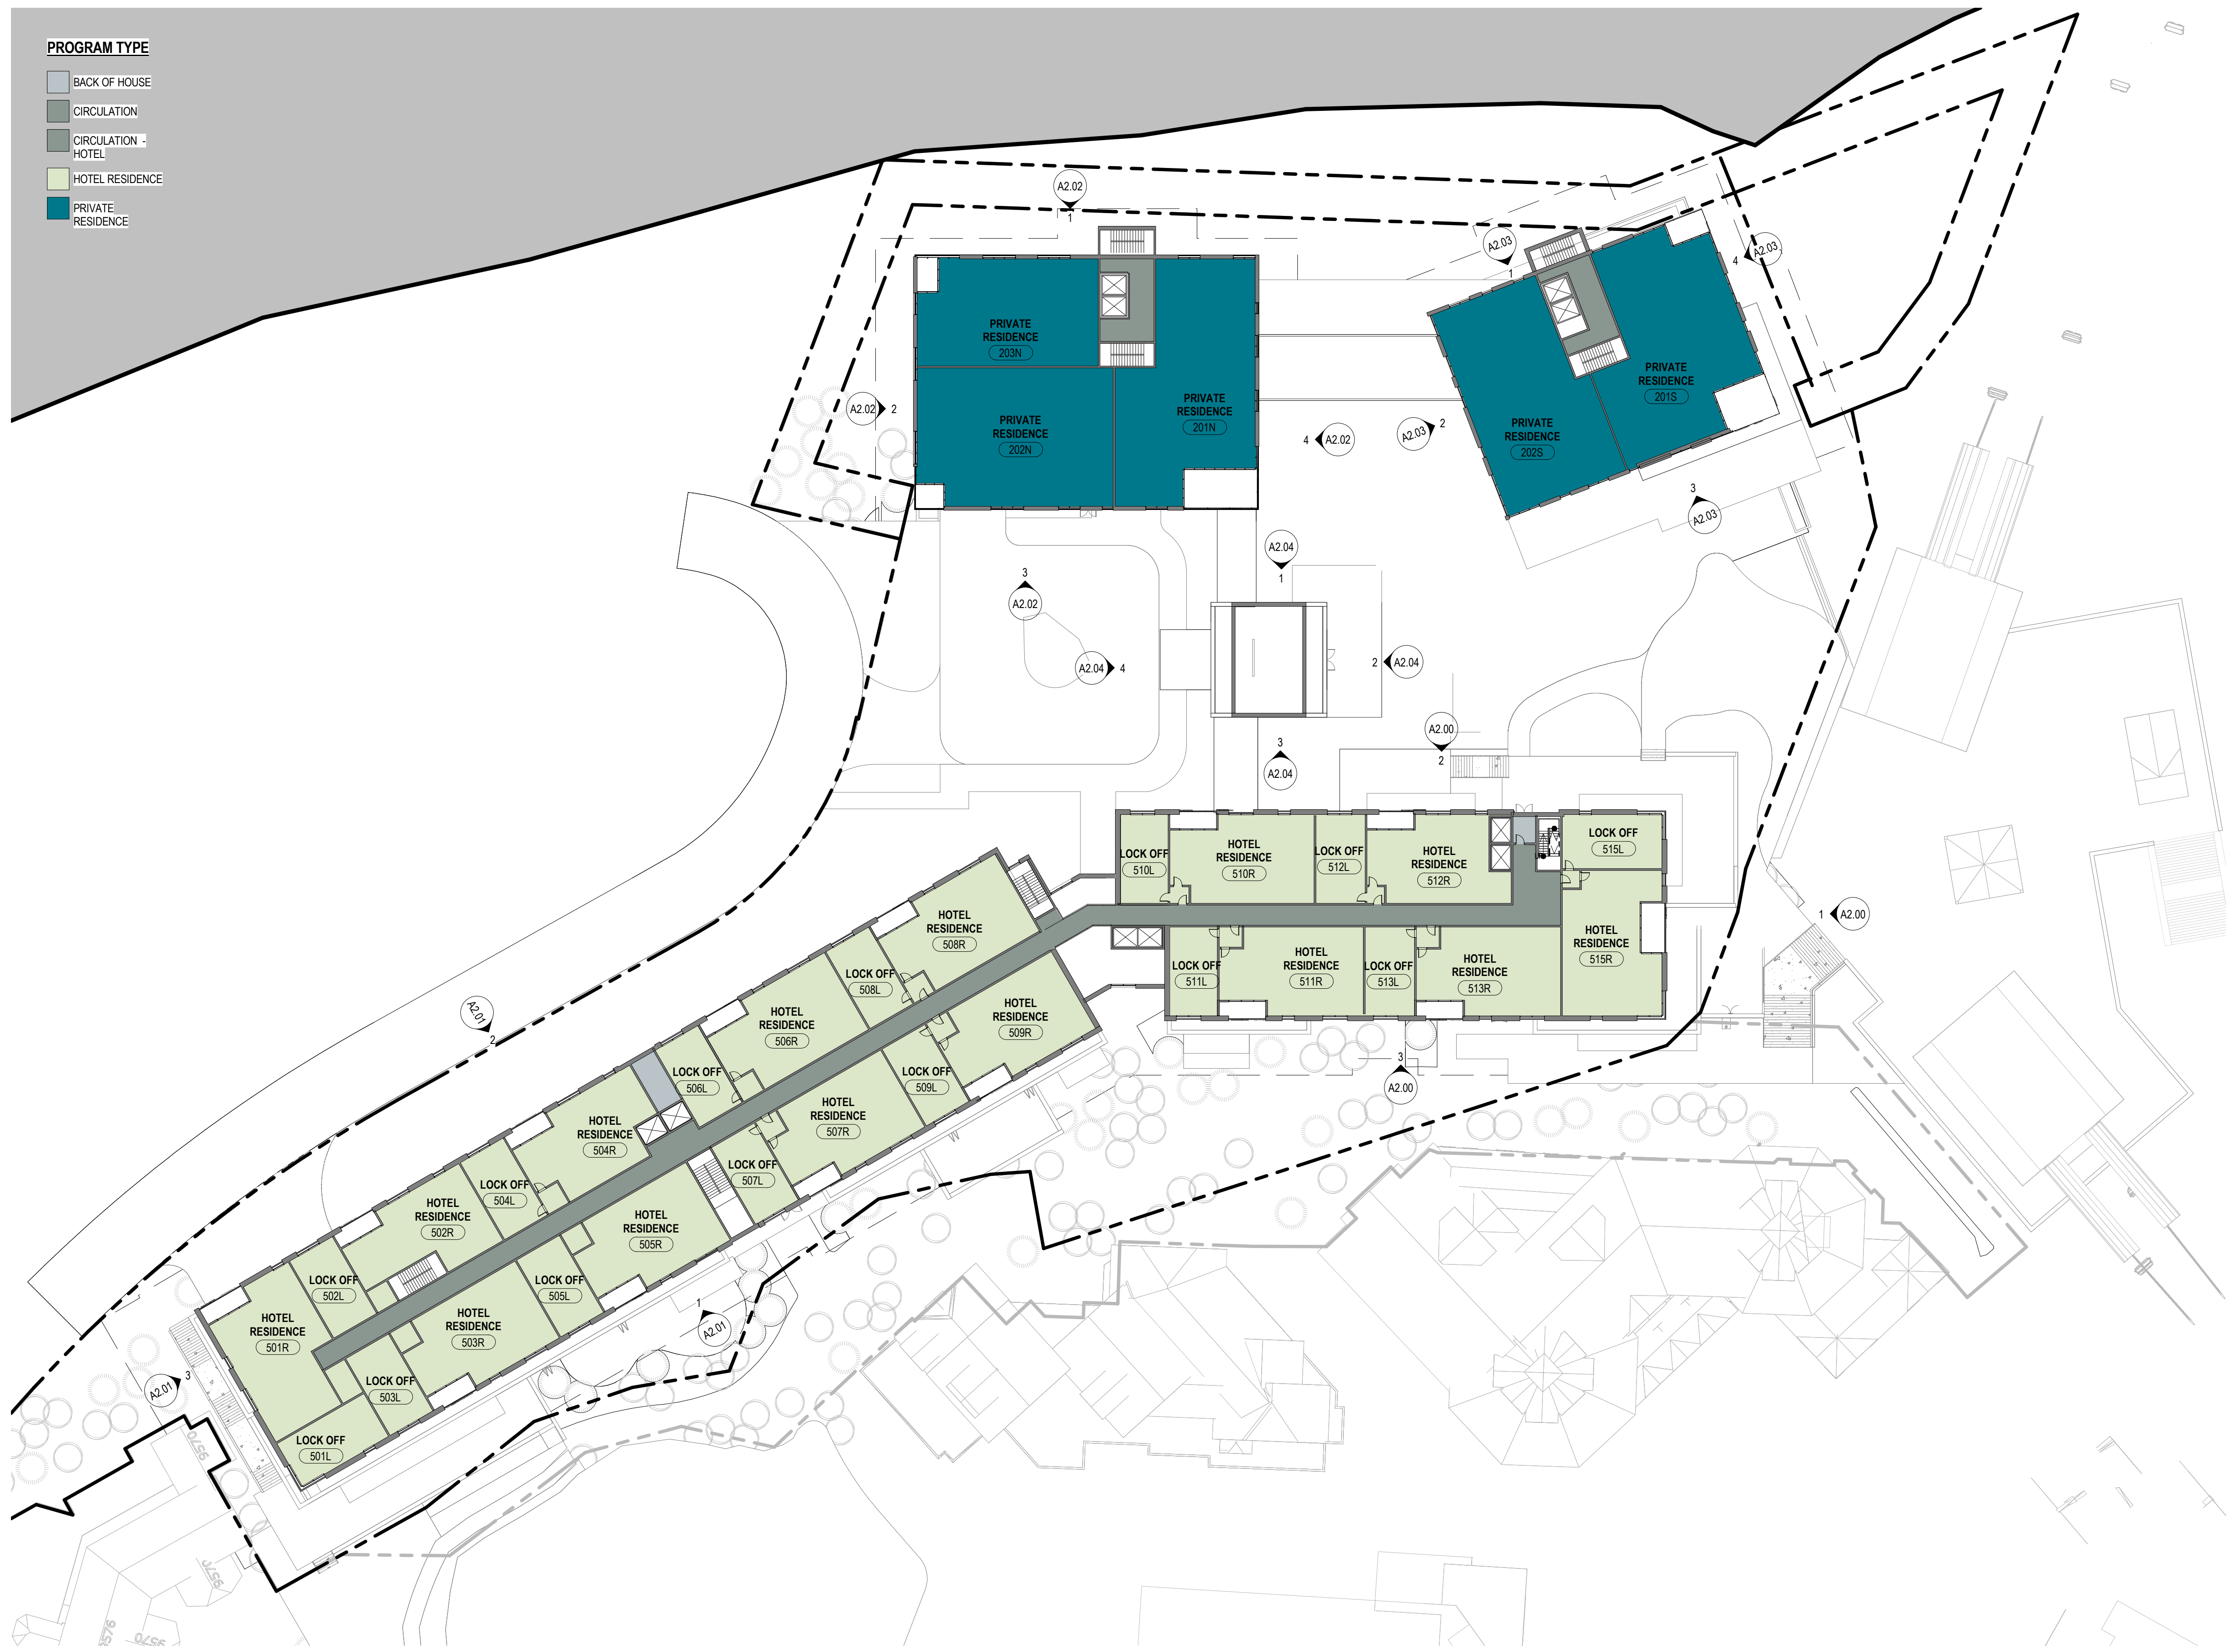 PROGRAM TYPE
BACK OF HOUSE
CIRCULATION
CIRCULATION -
HOTEL
HOTEL RESIDENCE
PRIVATE
RESIDENCE
A2.02
1
A2.03
1
4
A2.03
PRIVATE
RESIDENCE
203N
PRIVATE
RESIDENCE
202N
PRIVATE
RESIDENCE
201N
PRIVATE
RESIDENCE
201S
PRIVATE
RESIDENCE
202S
A2.02
2
4
A2.02
A2.03
2
3
A2.03
A2.04
1
3
A2.02
A2.04
4
2
A2.04
3
A2.04
A2.00
2
LOCK OFF
510L
HOTEL
RESIDENCE
510R
LOCK OFF
512L
HOTEL
RESIDENCE
512R
LOCK OFF
515L
1
A2.00
LOCK OFF
511L
HOTEL
RESIDENCE
511R
LOCK OFF
513L
HOTEL
RESIDENCE
513R
HOTEL
RESIDENCE
515R
3
A2.00
HOTEL
RESIDENCE
508R
LOCK OFF
508L
HOTEL
RESIDENCE
509R
A2.01
2
HOTEL
RESIDENCE
506R
LOCK OFF
506L
LOCK OFF
509L
HOTEL
RESIDENCE
507R
HOTEL
RESIDENCE
504R
LOCK OFF
507L
LOCK OFF
504L
HOTEL
RESIDENCE
502R
HOTEL
RESIDENCE
505R
LOCK OFF
502L
LOCK OFF
505L
HOTEL
RESIDENCE
501R
HOTEL
RESIDENCE
503R
1
A2.01
LOCK OFF
503L
A2.01
3
LOCK OFF
501L
9570
9576